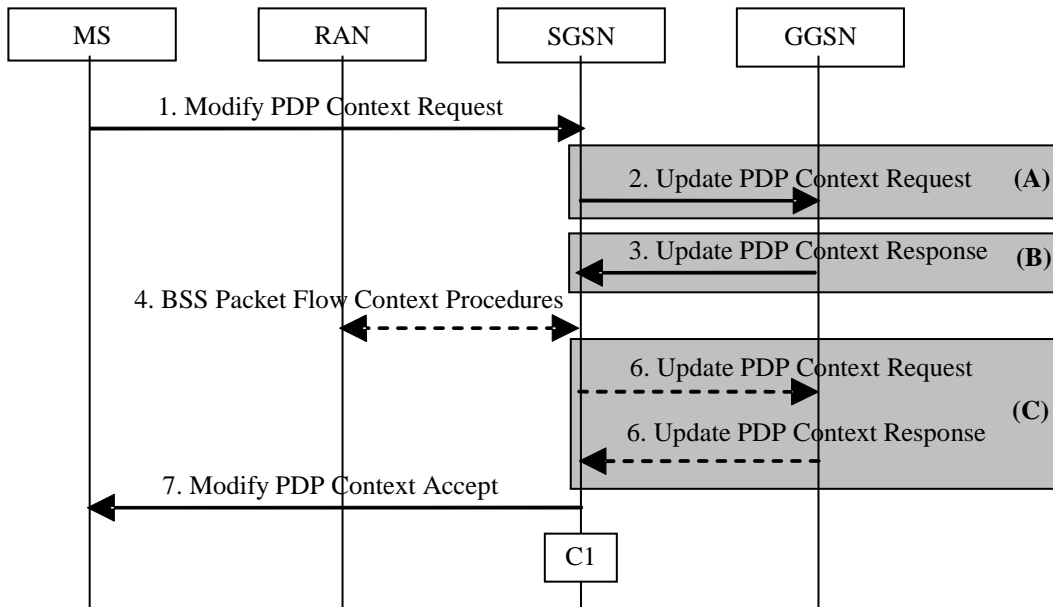 MS RAN SGSN GGSN
1. Modify PDP Context Request
2. Update PDP Context Request (A)
3. Update PDP Context Response (B)
4. BSS Packet Flow Context Procedures
6. Update PDP Context Request
(C)
6. Update PDP Context Response
7. Modify PDP Context Accept
C1